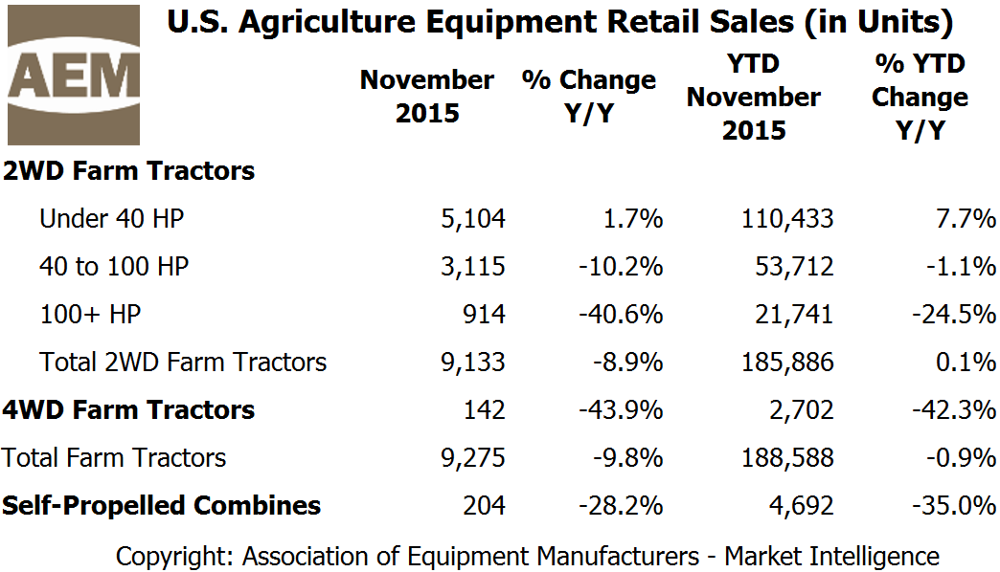 AEM
U.S. Agriculture Equipment Retail Sales (in Units)
November 2015 % Change Y/Y YTD November 2015 % YTD Change Y/Y
2WD Farm Tractors
Under 40 HP 5,104 1.7% 110,433 7.7%
40 to 100 HP 3,115 -10.2% 53,712 -1.1%
100+ HP 914 -40.6% 21,741 -24.5%
Total 2WD Farm Tractors 9,133 -8.9% 185,886 0.1%
4WD Farm Tractors 142 -43.9% 2,702 -42.3%
Total Farm Tractors 9,275 -9.8% 188,588 -0.9%
Self-Propelled Combines 204 -28.2% 4,692 -35.0%
Copyright: Association of Equipment Manufacturers - Market Intelligence